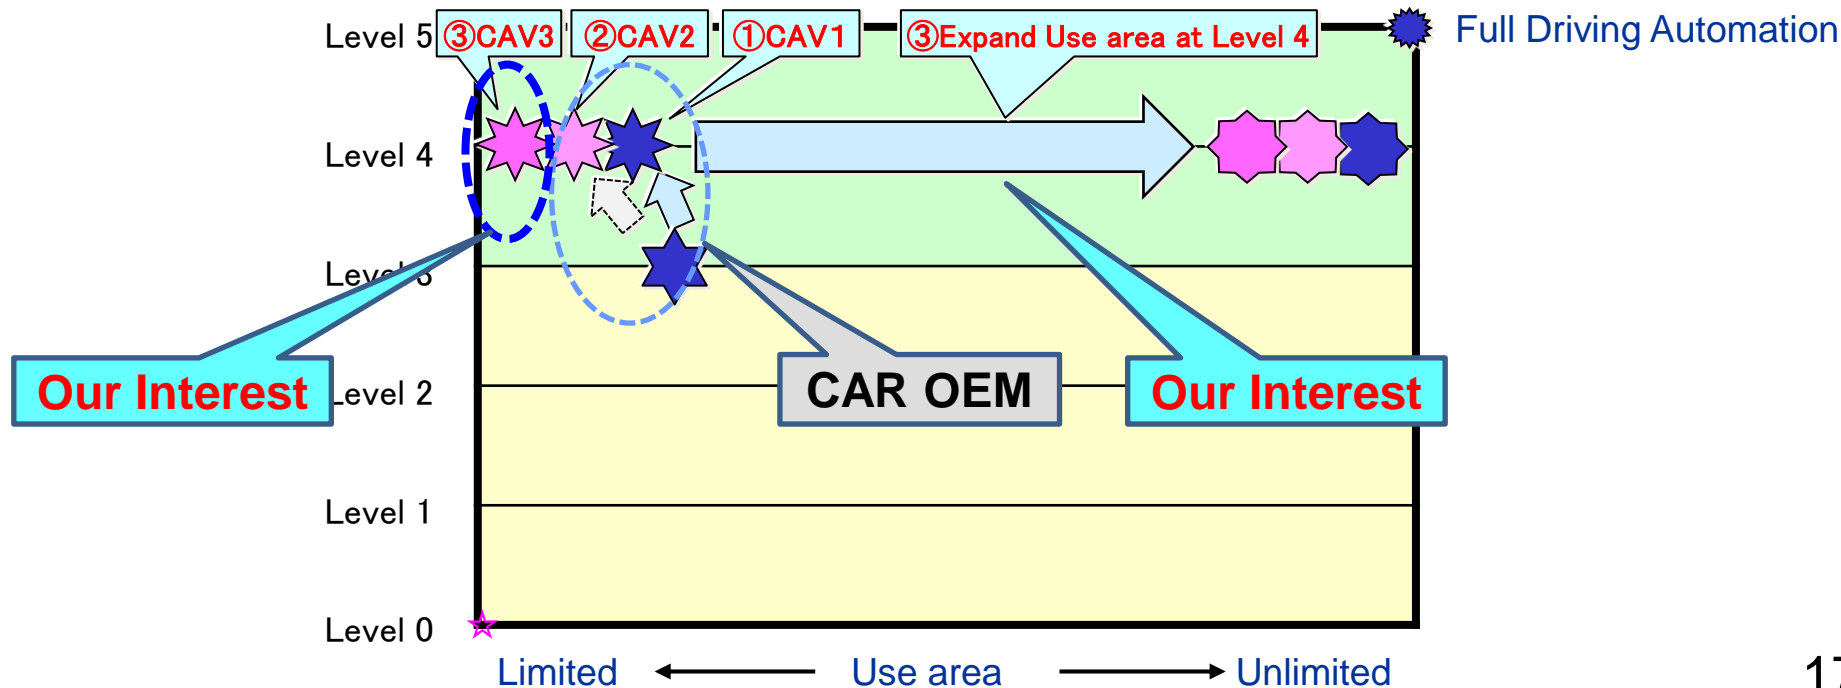 Level 5
③CAV3
②CAV2
①CAV1
③Expand Use area at Level 4
Full Driving Automation
Level 4
Level 3
Our Interest
Level 2
CAR OEM
Our Interest
Level 1
Level 0
Limited
Use area
Unlimited
17